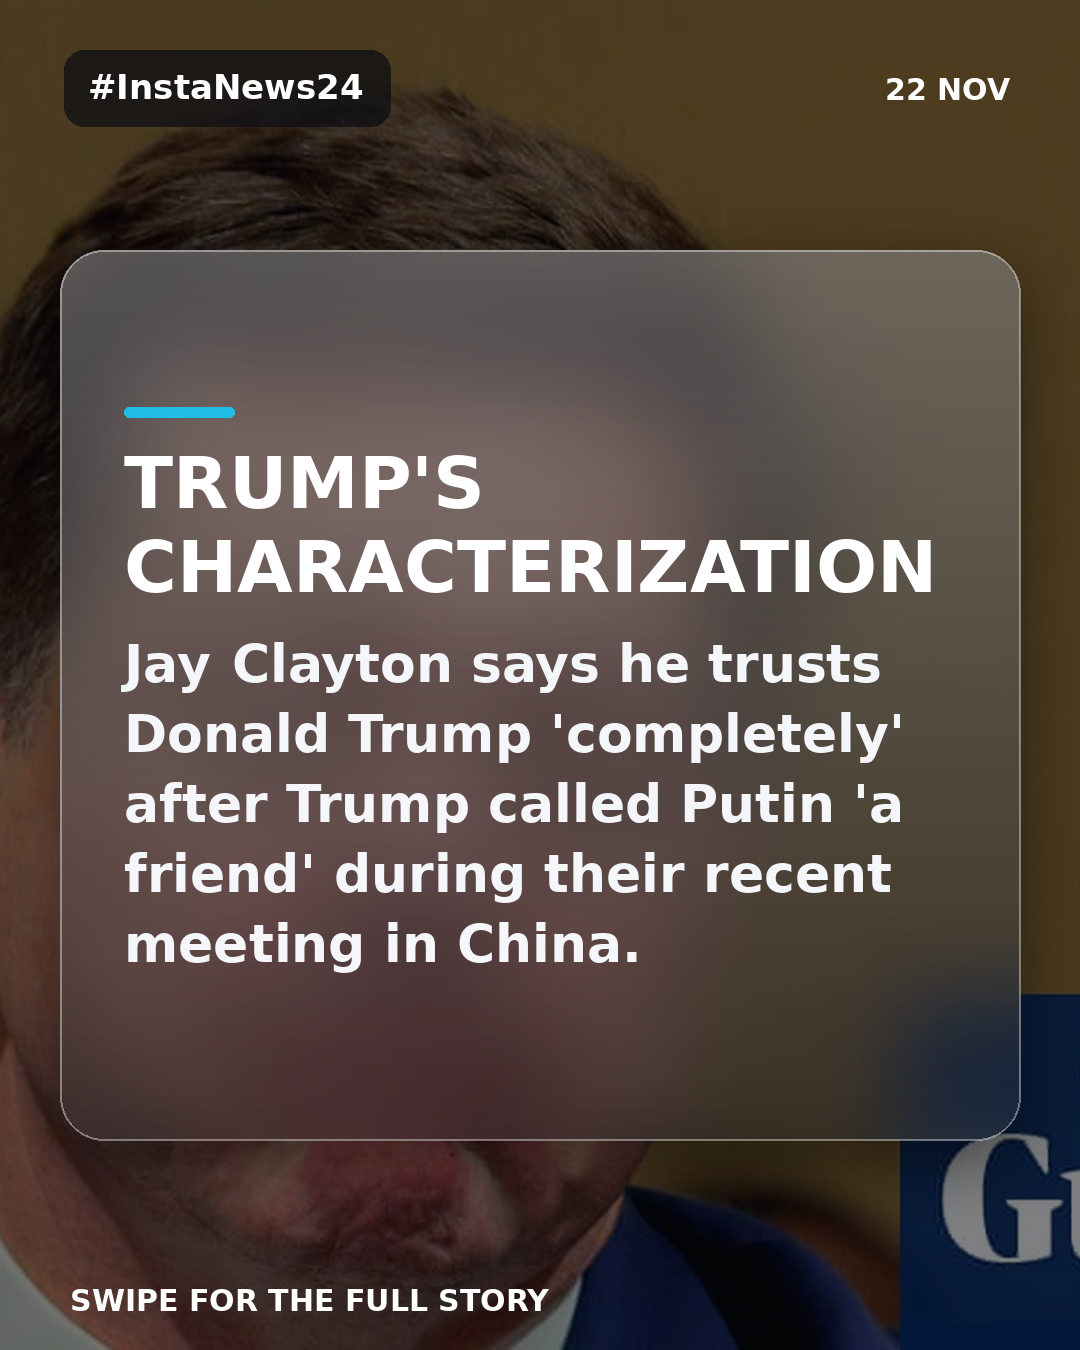 #InstaNews24
22 NOV
TRUMP'S
CHARACTERIZATION
Jay Clayton says he trusts
Donald Trump 'completely'
after Trump called Putin 'a
friend' during their recent
meeting in China.
SWIPE FOR THE FULL STORY